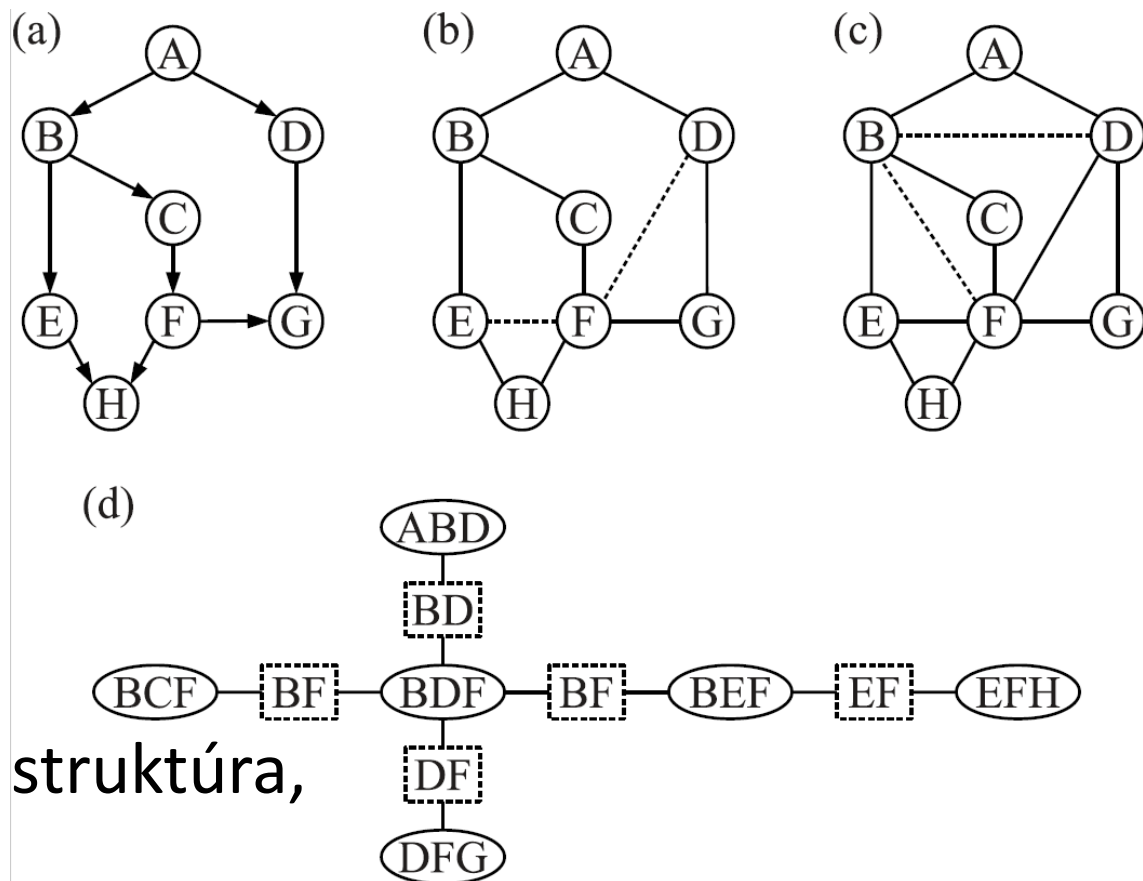 (a) (b) (c)
A A A
B D B D B D
C C C
E F G E F G E F G
H H H
(d)
ABD
BD
BCF BF BDF BF BEF EF EFH
struktúra, DF
DFG